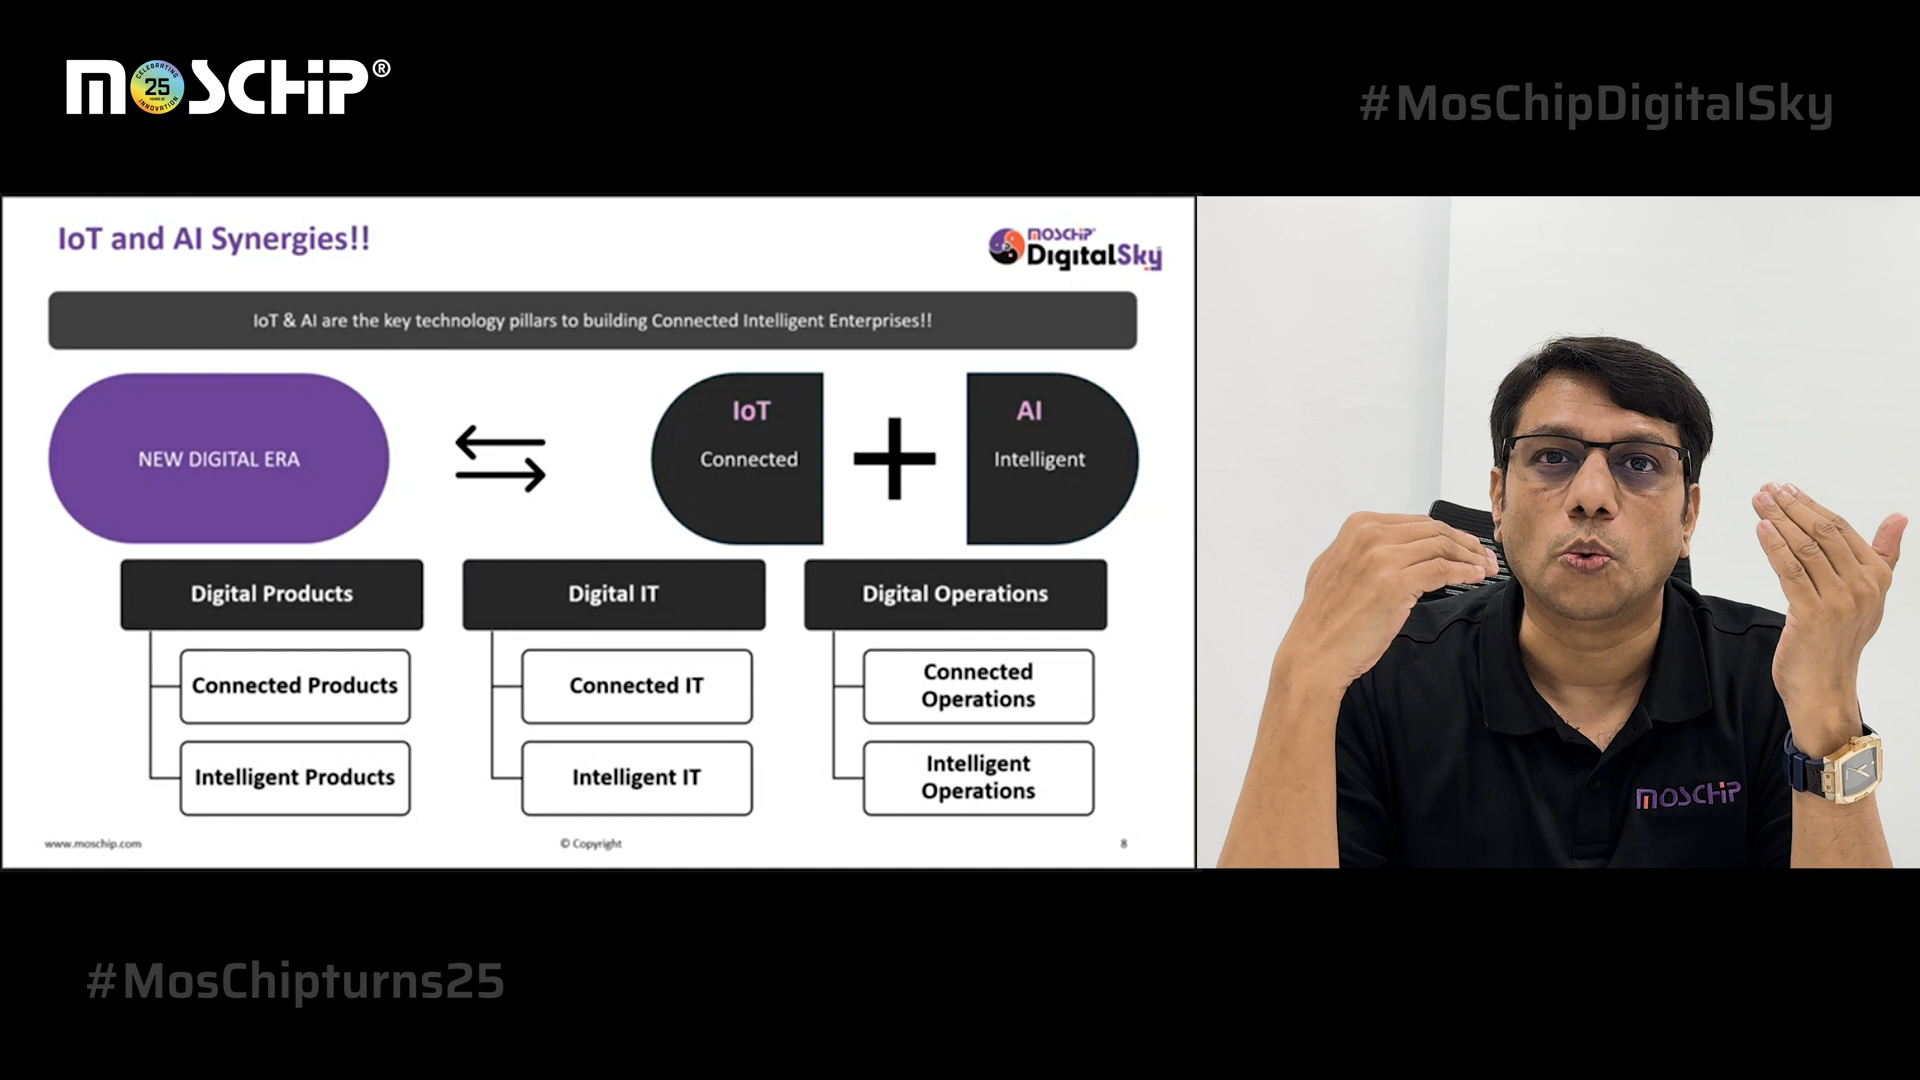 MOSCHIP®
CELEBRATING
25
YEARS OF
INNOVATION
#MosChipDigitalSky
IoT and AI Synergies!!
MOSCHIP
DigitalSky
IoT & AI are the key technology pillars to building Connected Intelligent Enterprises!!
NEW DIGITAL ERA
IoT
Connected
AI
Intelligent
Digital Products
Connected Products
Intelligent Products
Digital IT
Connected IT
Intelligent IT
Digital Operations
Connected
Operations
Intelligent
Operations
www.moschip.com
© Copyright
8
MOSCHIP
#MosChipturns25